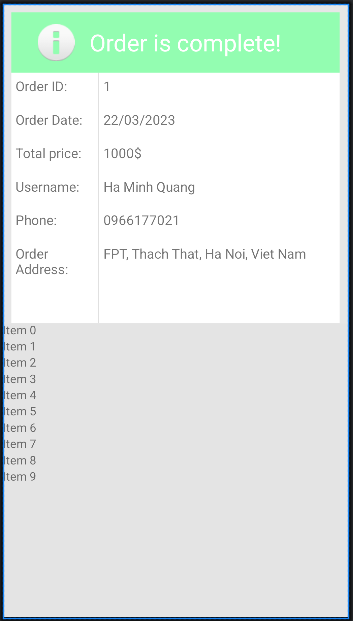 Order is complete!
Order ID: 1
Order Date: 22/03/2023
Total price: 1000$
Username: Ha Minh Quang
Phone: 0966177021
Order Address: FPT, Thach That, Ha Noi, Viet Nam
Item 0
Item 1
Item 2
Item 3
Item 4
Item 5
Item 6
Item 7
Item 8
Item 9